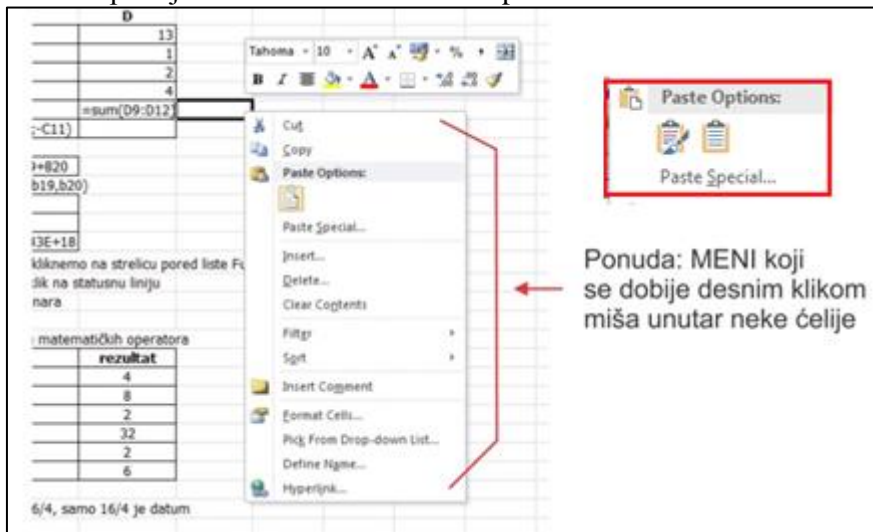 D
13
1
2
4
=sum(D9:D12)
;-C11)
9+B20
b19,b20)
43E+18
kliknemo na strelicu pored liste Fu
klik na statusnu liniju
nara
matematičkih operatora
rezultat
4
8
2
32
2
6
6/4, samo 16/4 je datum
Tahoma 10 A A %
B I A
Cut
Copy
Paste Options:
Paste Special...
Insert...
Delete...
Clear Contents
Filter
Sort
Insert Comment
Format Cells...
Pick From Drop-down List...
Define Name...
Hyperlink...
Paste Options:
Paste Special...
Ponuda: MENI koji
se dobije desnim klikom
miša unutar neke ćelije